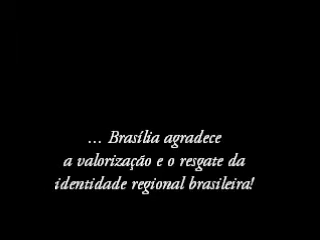 ... Brasília agradece
a valorização e o resgate da
identidade regional brasileira!